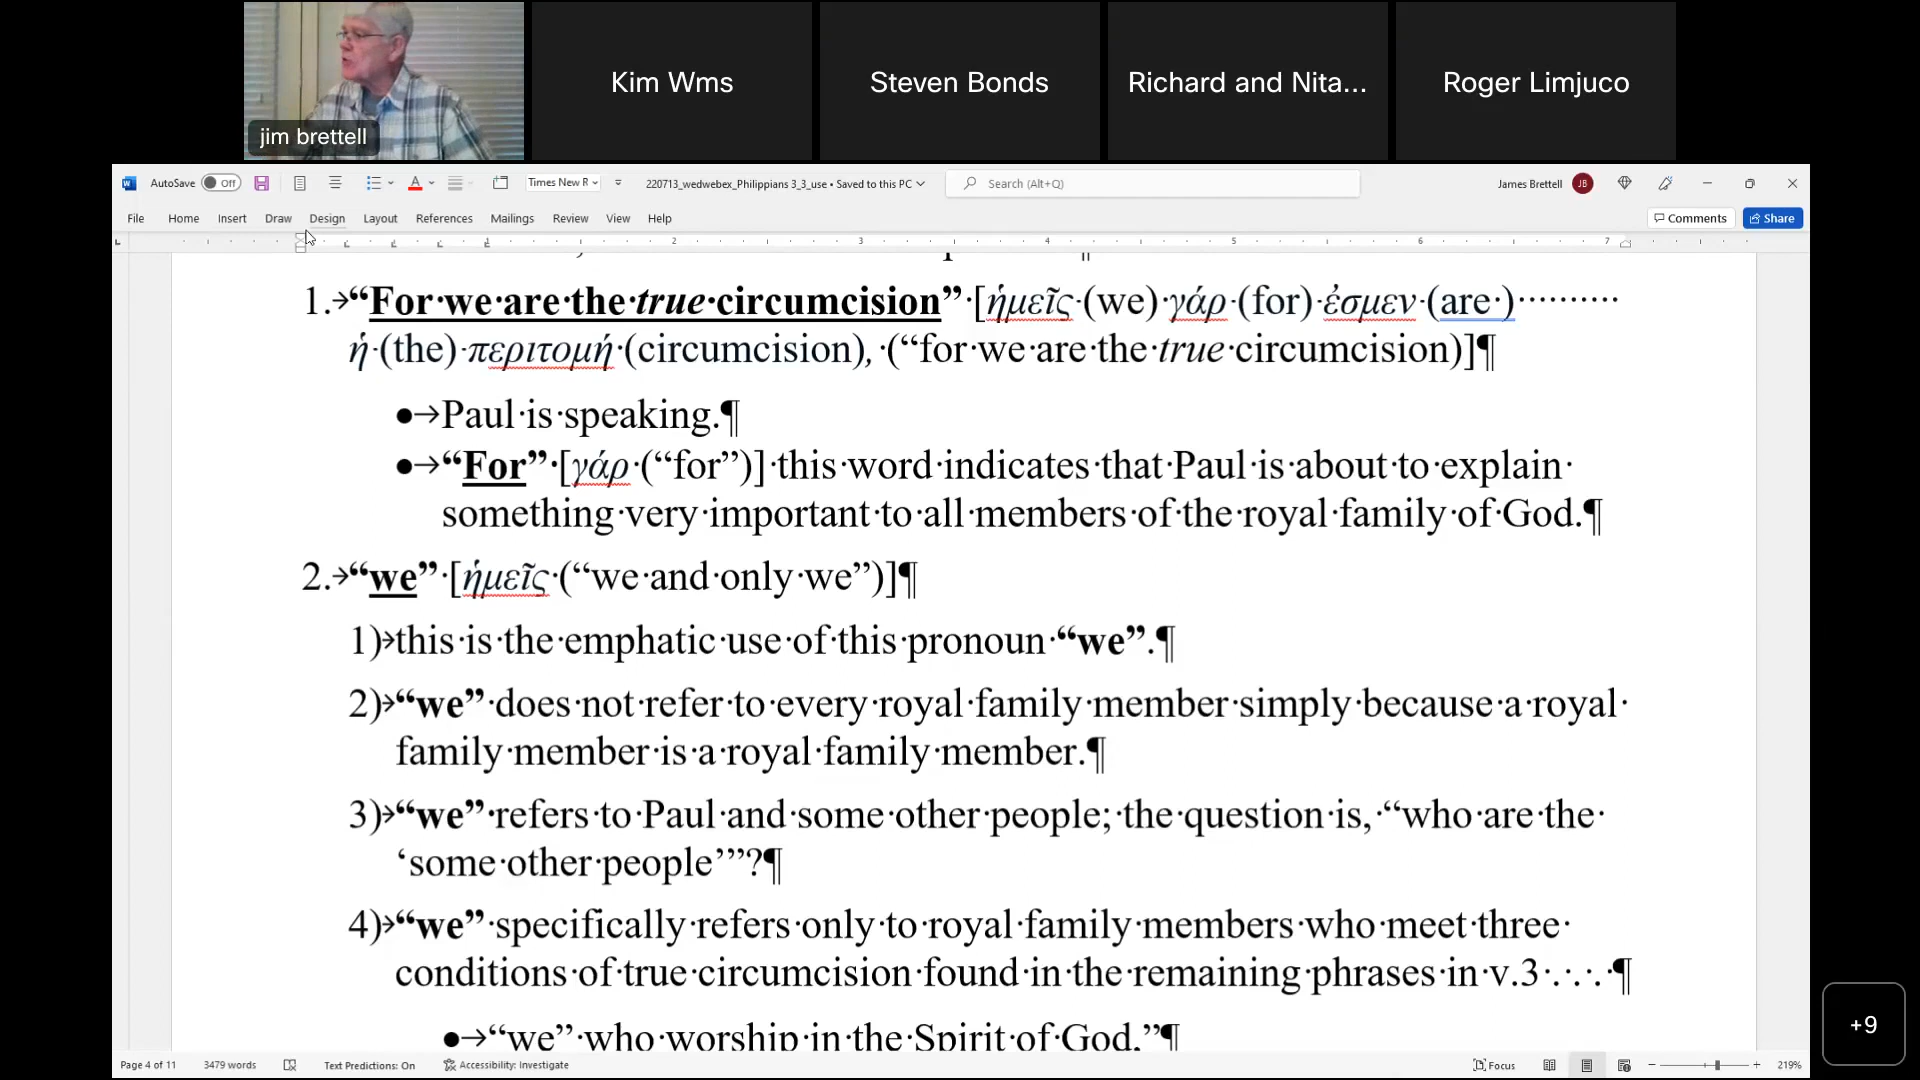 jim brettell
Kim Wms
Steven Bonds
Richard and Nita...
Roger Limjuco
AutoSave Off Times New R 220713_wedwebex_Philippians 3_3_use • Saved to this PC Search (Alt+Q) James Brettell JB
File Home Insert Draw Design Layout References Mailings Review View Help Comments Share
2 3 4 5 6 7
1. “For we are the true circumcision” [ἡμεῖς (we) γάρ (for) ἐσμεν (are )
ἡ (the) περιτομή (circumcision), (“for we are the true circumcision)]¶
● Paul is speaking.¶
● “For” [γάρ (“for”)] this word indicates that Paul is about to explain
something very important to all members of the royal family of God.¶
2. “we” [ἡμεῖς (“we and only we”)]¶
1) this is the emphatic use of this pronoun “we”.¶
2) “we” does not refer to every royal family member simply because a royal
family member is a royal family member.¶
3) “we” refers to Paul and some other people; the question is, “who are the
‘some other people’”?¶
4) “we” specifically refers only to royal family members who meet three
conditions of true circumcision found in the remaining phrases in v.3 . . . ¶
● “we” who worship in the Spirit of God,”¶
Page 4 of 11 3479 words Text Predictions: On Accessibility: Investigate Focus 219%
+9